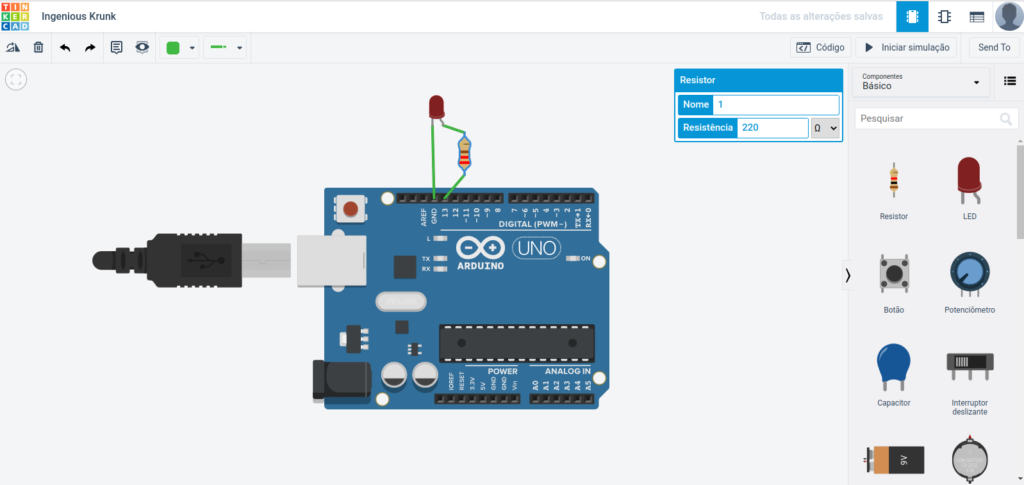 TIN
KER
CAD
Ingenious Krunk
Todas as alterações salvas
Código
Iniciar simulação
Send To
Resistor
Nome 1
Resistência 220 Ω
Componentes
Básico
Pesquisar
Resistor
LED
Botão
Potenciômetro
Capacitor
Interruptor
deslizante
9V
AREF
GND
13
12
~11
~10
~9
8
7
~6
~5
4
~3
2
TX→1
RX←0
DIGITAL (PWM~)
L
TX
RX
ARDUINO
UNO
ON
POWER
ANALOG IN
IOREF
RESET
3.3V
5V
GND
GND
Vin
A0
A1
A2
A3
A4
A5